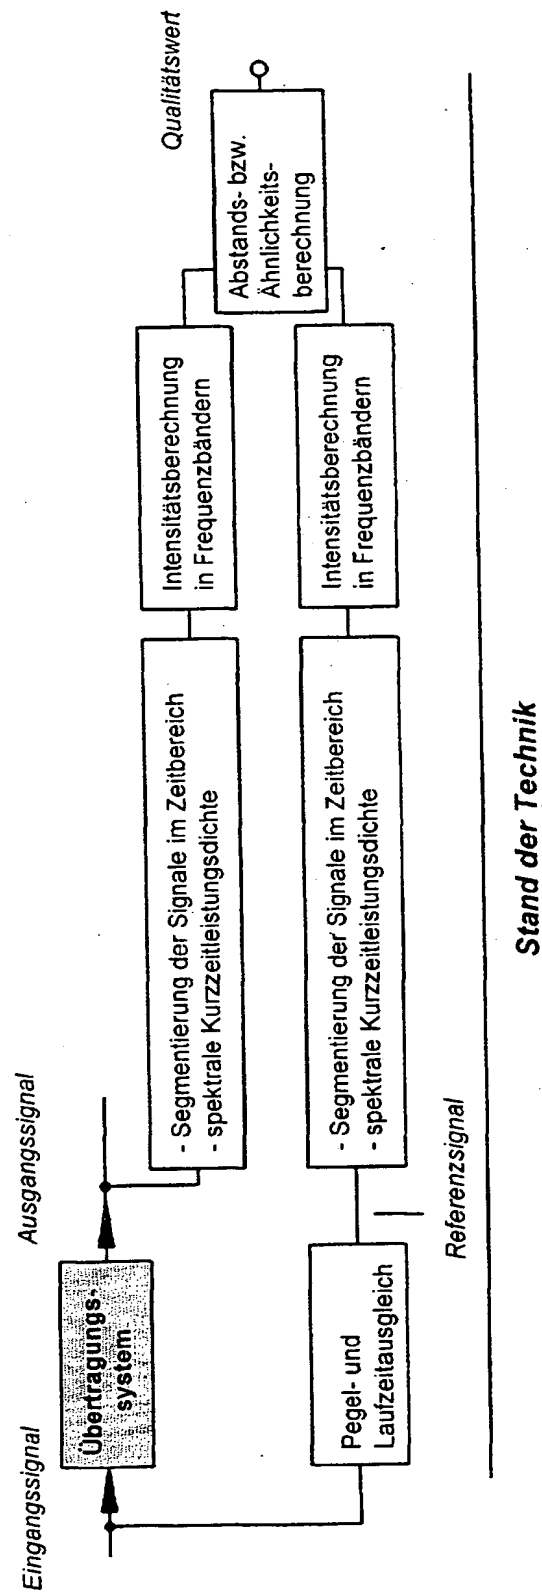 Eingangssignal
Übertragungs-
system
Ausgangssignal
- Segmentierung der Signale im Zeitbereich
- spektrale Kurzzeitleistungsdichte
Intensitätsberechnung
in Frequenzbändern
Qualitätswert
Abstands- bzw.
Ähnlichkeits-
berechnung
Pegel- und
Laufzeitausgleich
Referenzsignal
- Segmentierung der Signale im Zeitbereich
- spektrale Kurzzeitleistungsdichte
Intensitätsberechnung
in Frequenzbändern
Stand der Technik